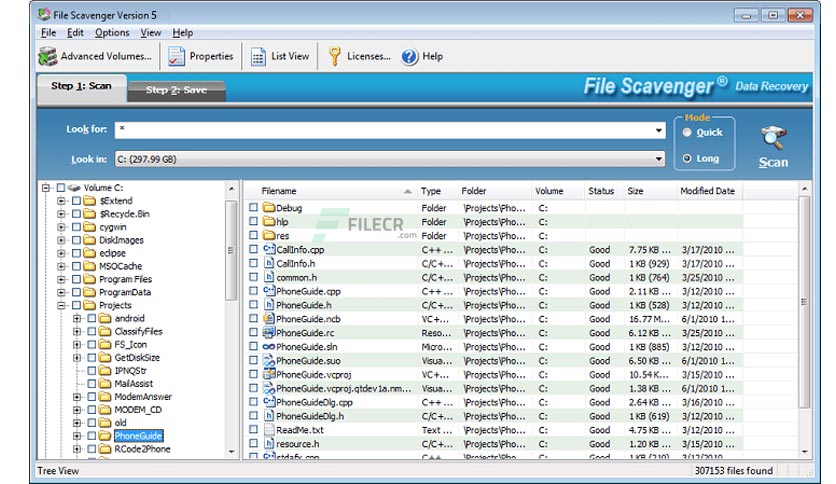 File Scavenger Version 5
File Edit Options View Help
Advanced Volumes... Properties List View Licenses... Help
Step 1: Scan Step 2: Save File Scavenger® Data Recovery
Look for: * Mode
Quick
Look in: C: (297.99 GB) Long Scan
Volume C:
$Extend
$Recycle.Bin
cygwin
DiskImages
eclipse
MSOCache
Program Files
ProgramData
Projects
android
ClassifyFiles
FS_Icon
GetDiskSize
IPNQStr
MailAssist
ModemAnswer
MODEM_CD
old
PhoneGuide
RCode2Phone
Filename Type Folder Volume Status Size Modified Date
Debug Folder \Projects\Pho... C:
hlp Folder \Projects\Pho... C:
res Folder \Projects\Pho... C:
CallInfo.cpp C++ ... \Projects\Pho... C: Good 7.75 KB ... 3/17/2010 ...
CallInfo.h C/C+... \Projects\Pho... C: Good 1 KB (929) 3/17/2010 ...
common.h C/C+... \Projects\Pho... C: Good 1 KB (764) 3/25/2010 ...
PhoneGuide.cpp C++ ... \Projects\Pho... C: Good 2.11 KB ... 3/12/2010 ...
PhoneGuide.h C/C+... \Projects\Pho... C: Good 1 KB (528) 3/12/2010 ...
PhoneGuide.ncb VC+... \Projects\Pho... C: Good 16.77 M... 6/1/2010 1...
PhoneGuide.rc Reso... \Projects\Pho... C: Good 6.12 KB ... 3/25/2010 ...
PhoneGuide.sln Micro... \Projects\Pho... C: Good 1 KB (885) 3/12/2010 ...
PhoneGuide.suo Visua... \Projects\Pho... C: Good 6.50 KB ... 6/1/2010 1...
PhoneGuide.vcproj VC+... \Projects\Pho... C: Good 10.54 K... 3/15/2010 ...
PhoneGuide.vcproj.qtdev1a.nm... Visua... \Projects\Pho... C: Good 1.38 KB ... 6/1/2010 1...
PhoneGuideDlg.cpp C++ ... \Projects\Pho... C: Good 2.64 KB ... 3/16/2010 ...
PhoneGuideDlg.h C/C+... \Projects\Pho... C: Good 1 KB (619) 3/12/2010 ...
ReadMe.txt Text ... \Projects\Pho... C: Good 4.75 KB ... 3/12/2010 ...
resource.h C/C+... \Projects\Pho... C: Good 1.20 KB ... 3/15/2010 ...
stdafx.cpp C++ \Projects\Pho... C: Good 1 KB (210) 3/12/2010
FILECR
.com
Tree View 307153 files found